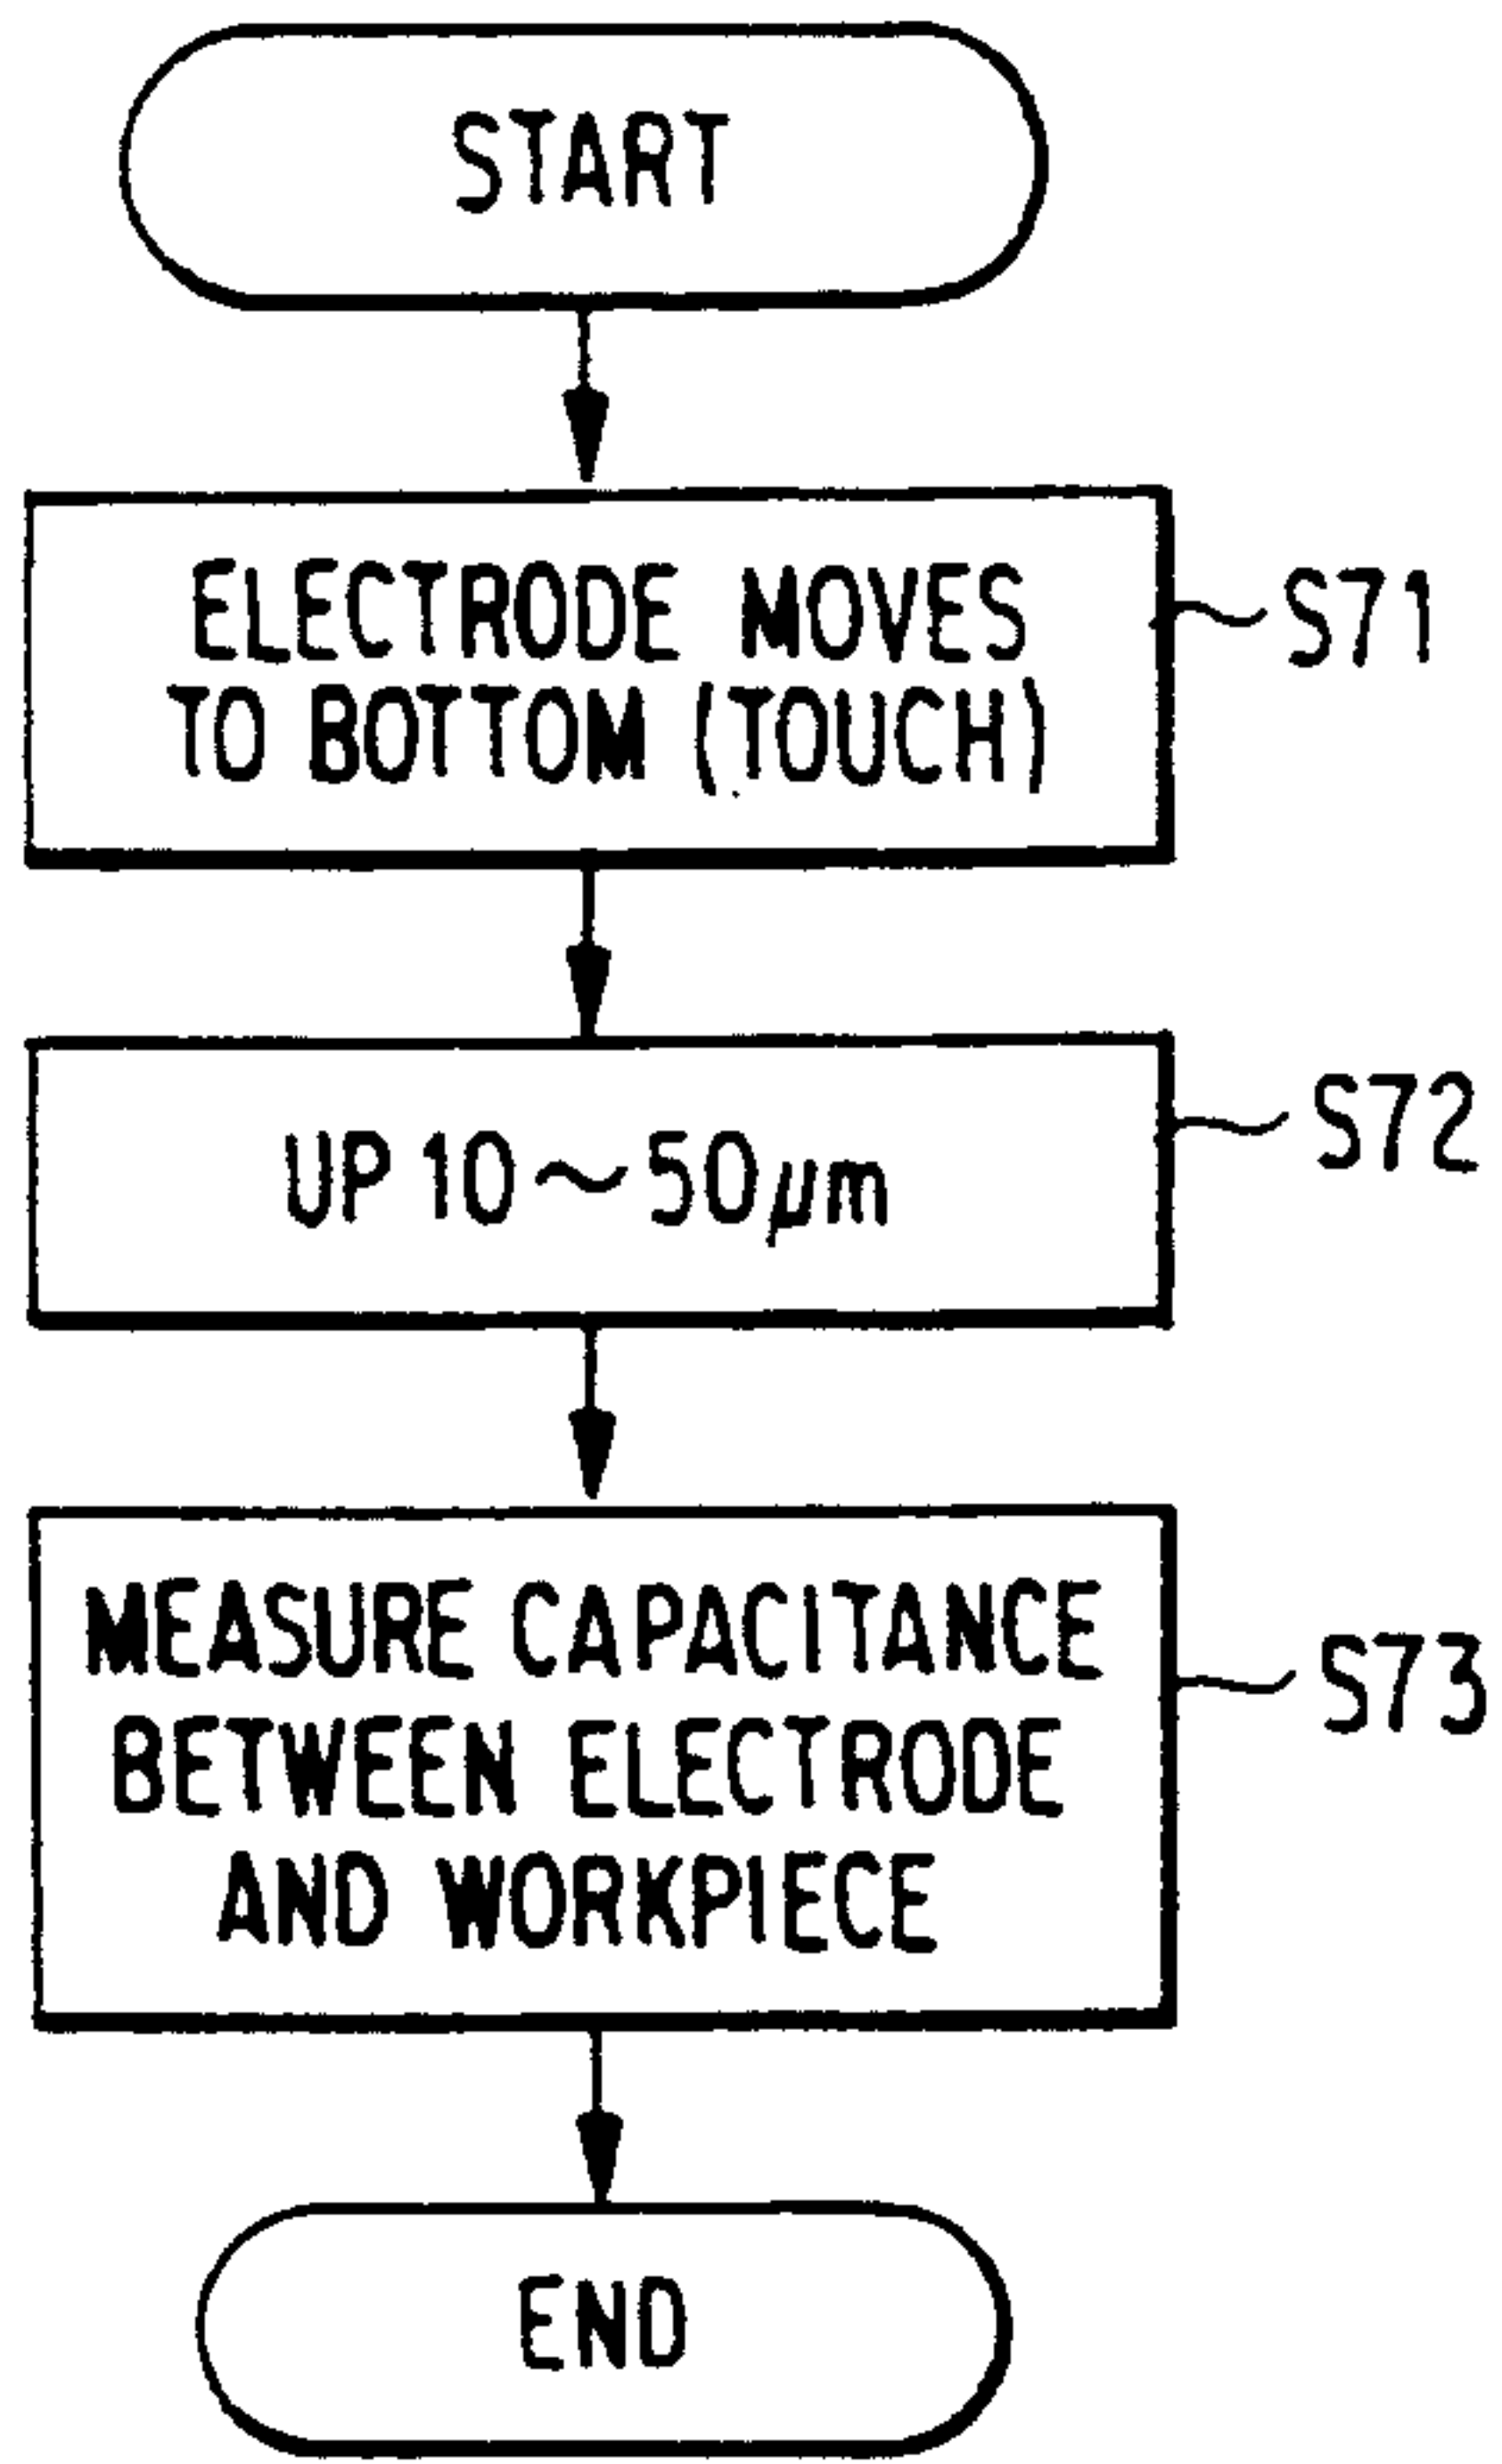 START
ELECTRODE MOVES
TO BOTTOM (TOUCH)
S71
UP 10~50μm
S72
MEASURE CAPACITANCE
BETWEEN ELECTRODE
AND WORKPIECE
S73
END